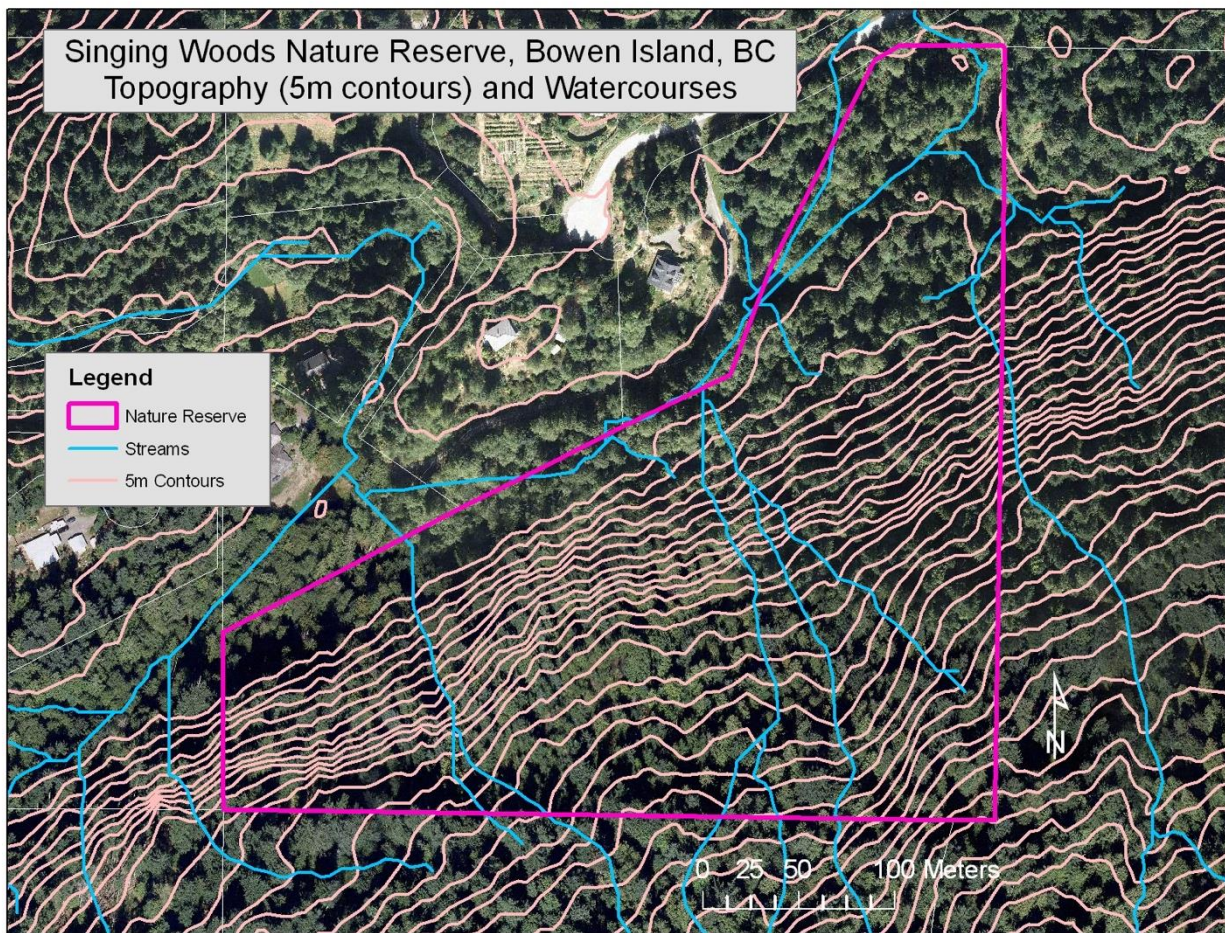 Singing Woods Nature Reserve, Bowen Island, BC
Topography (5m contours) and Watercourses
Legend
Nature Reserve
Streams
5m Contours
N
0 25 50 100 Meters